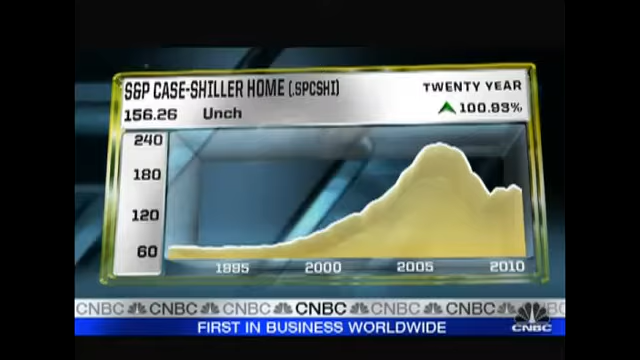 S&P CASE-SHILLER HOME (.SPCSHI)
TWENTY YEAR
156.26 Unch
100.93%
240
180
120
60
1995 2000 2005 2010
CNBC CNBC CNBC CNBC CNBC CNBC CNBC
FIRST IN BUSINESS WORLDWIDE
CNBC